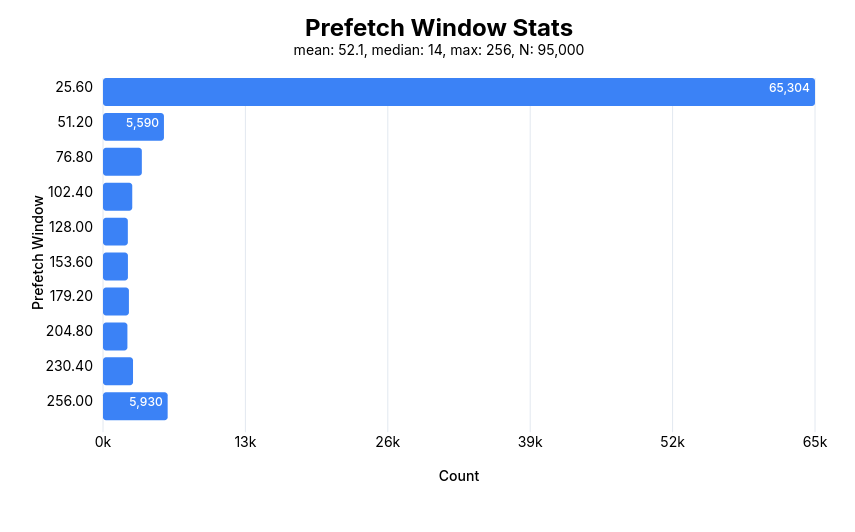 Prefetch Window Stats
mean: 52.1, median: 14, max: 256, N: 95,000
Prefetch Window
25.60
65,304
51.20
5,590
76.80
102.40
128.00
153.60
179.20
204.80
230.40
256.00
5,930
0k
13k
26k
39k
52k
65k
Count